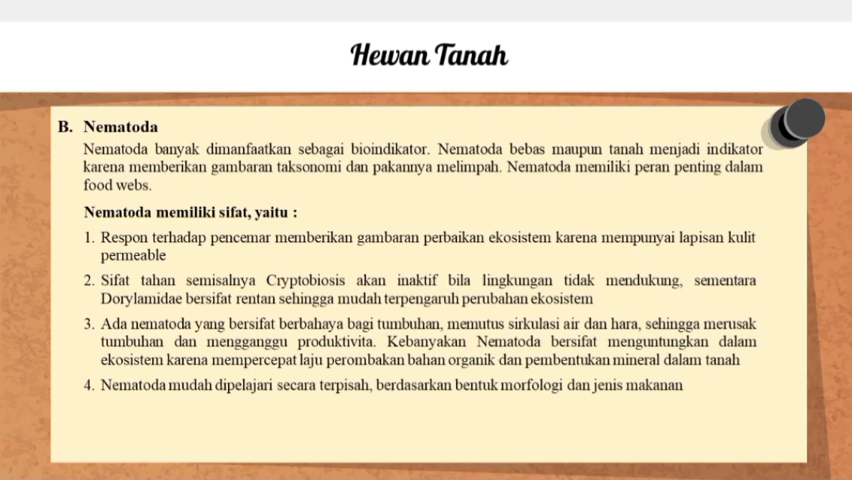 Hewan Tanah
B. Nematoda
Nematoda banyak dimanfaatkan sebagai bioindikator. Nematoda bebas maupun tanah menjadi indikator
karena memberikan gambaran taksonomi dan pakannya melimpah. Nematoda memiliki peran penting dalam
food webs.
Nematoda memiliki sifat, yaitu :
1. Respon terhadap pencemar memberikan gambaran perbaikan ekosistem karena mempunyai lapisan kulit
permeable
2. Sifat tahan semisalnya Cryptobiosis akan inaktif bila lingkungan tidak mendukung, sementara
Dorylamidae bersifat rentan sehingga mudah terpengaruh perubahan ekosistem
3. Ada nematoda yang bersifat berbahaya bagi tumbuhan, memutus sirkulasi air dan hara, sehingga merusak
tumbuhan dan mengganggu produktivita. Kebanyakan Nematoda bersifat menguntungkan dalam
ekosistem karena mempercepat laju perombakan bahan organik dan pembentukan mineral dalam tanah
4. Nematoda mudah dipelajari secara terpisah, berdasarkan bentuk morfologi dan jenis makanan